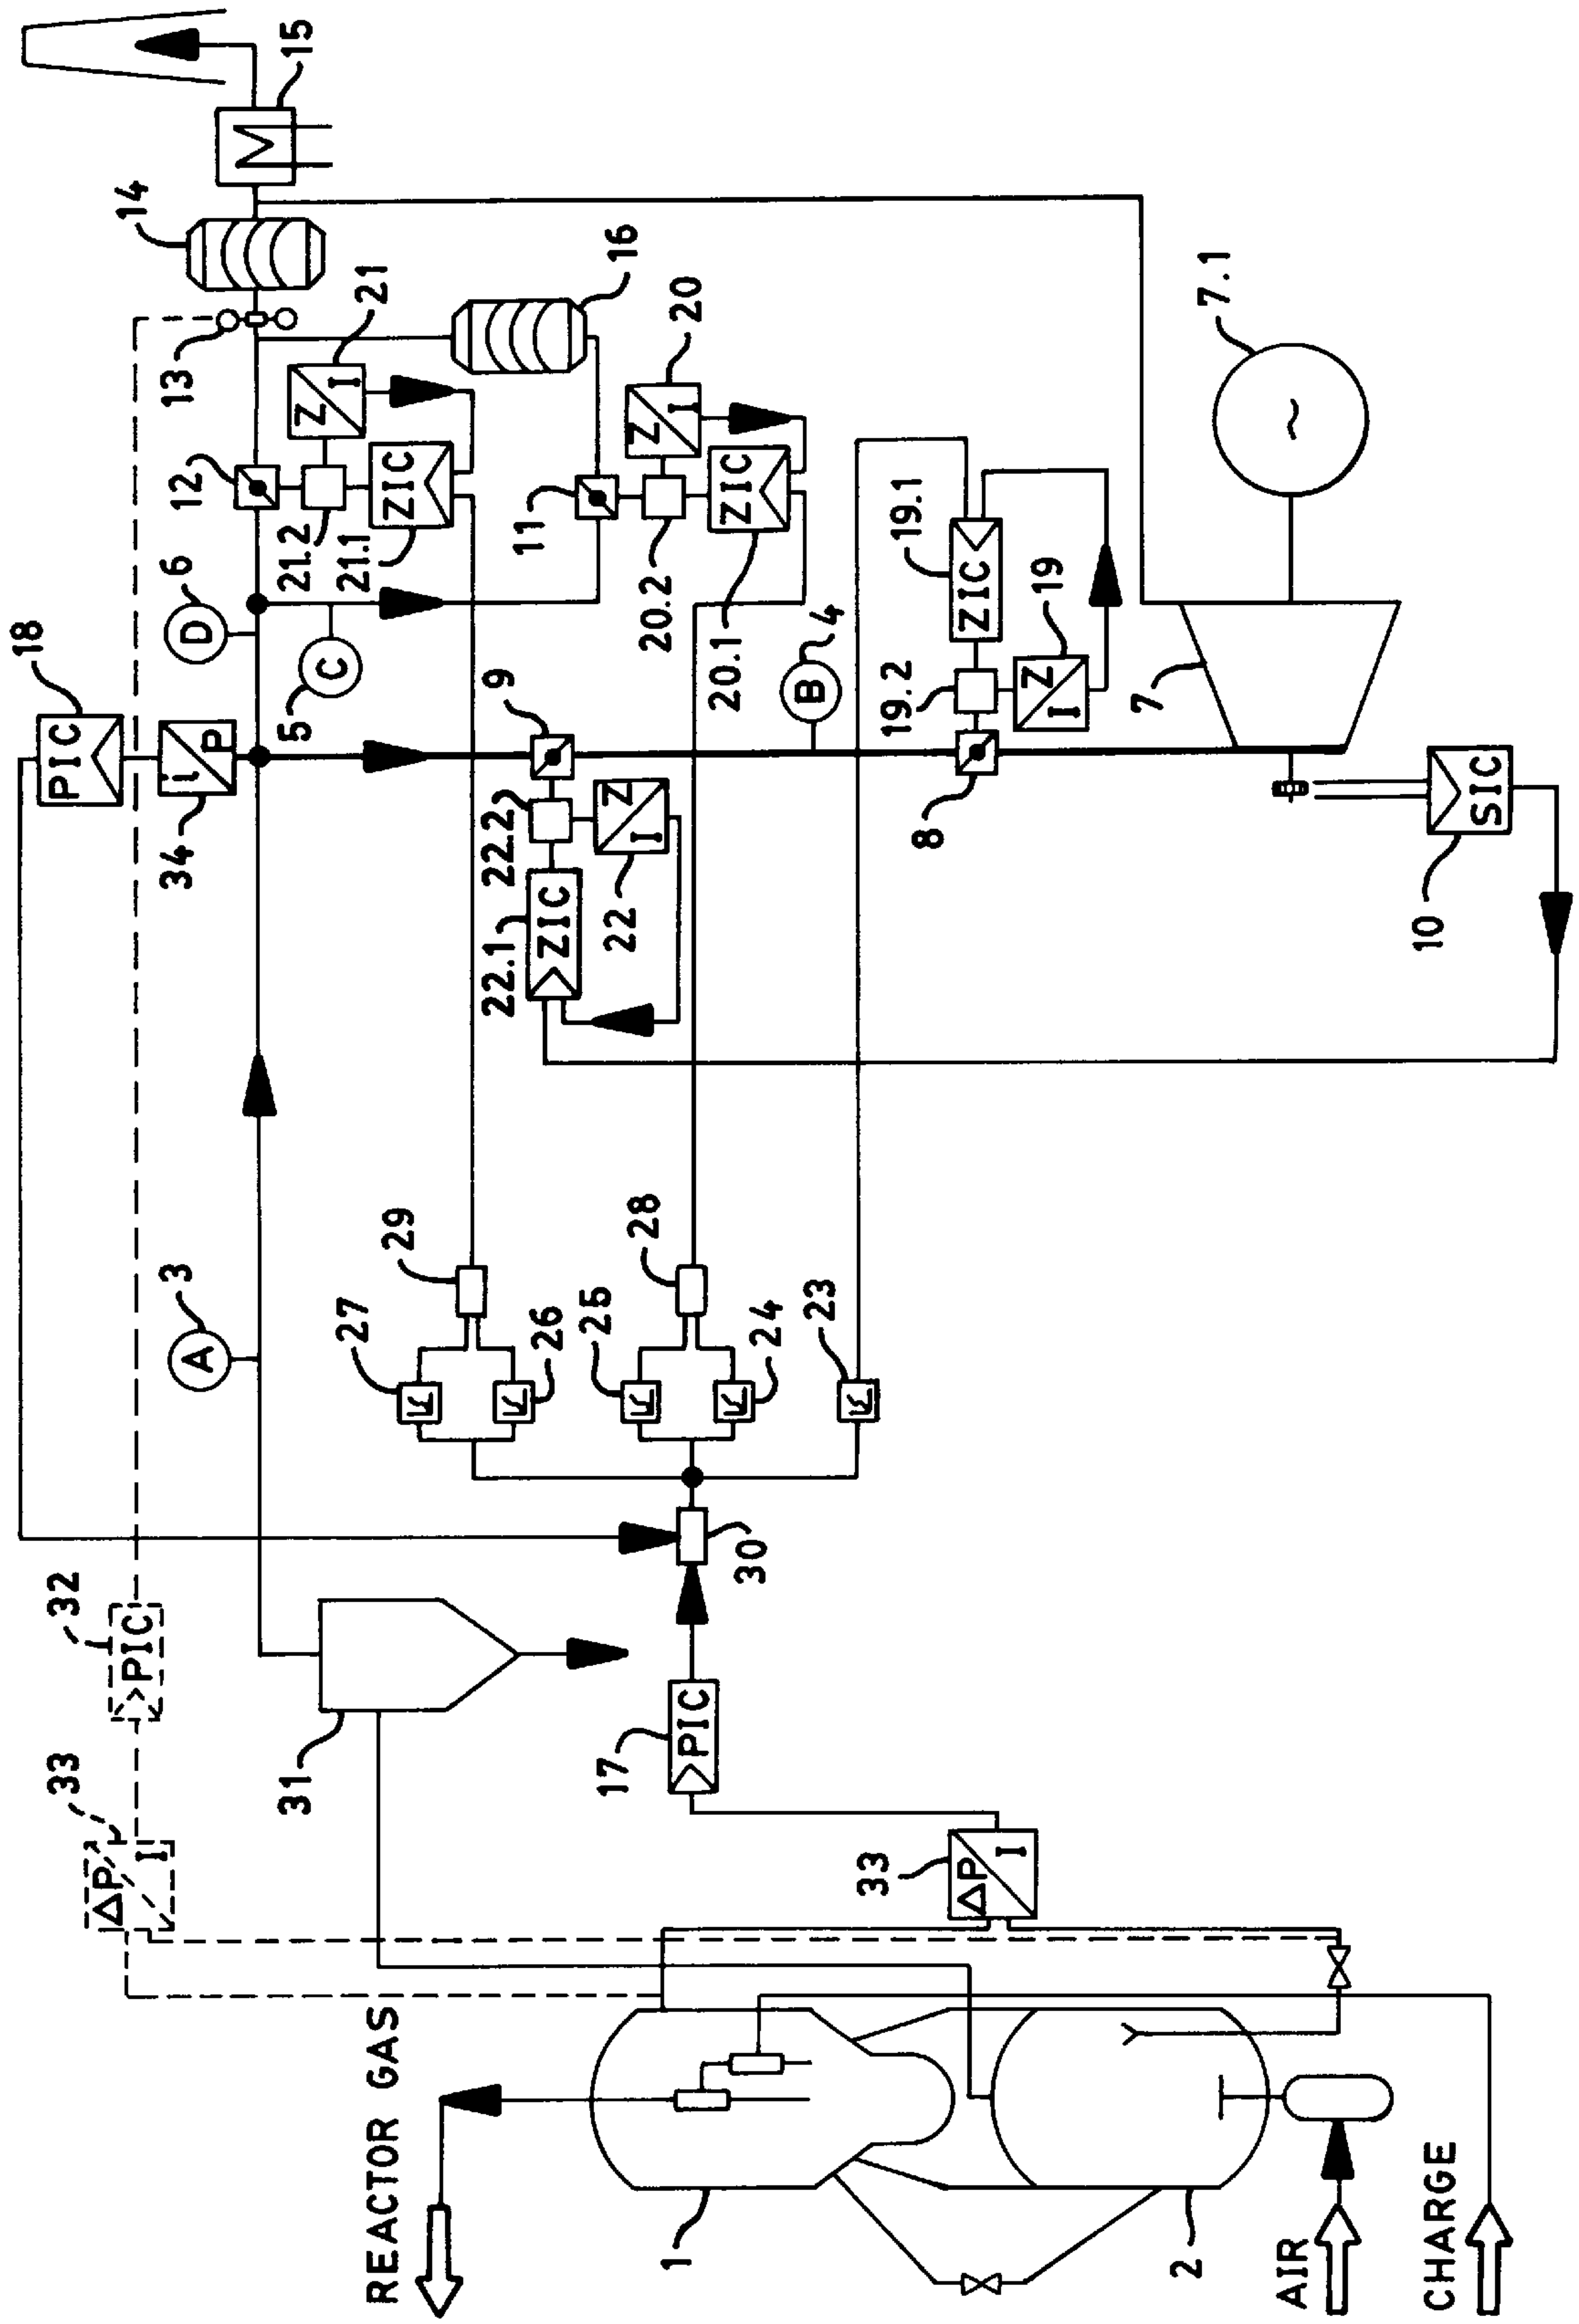 18
PIC
33
32
ΔP
I
PIC
3
A
34
i
P
D
6
12
13
14
15
31
5
C
21.2
21.1
Z
I
21
REACTOR GAS
27
29
ZIC
26
22.1
22.2
9
11
ZIC
22
Z
I
25
28
17
PIC
30
24
20.2
20.1
Z
I
20
16
ZIC
23
B
4
1
33
ΔP
I
8
19.2
19.1
ZIC
Z
I
19
2
7
7.1
~
AIR
CHARGE
10
SIC